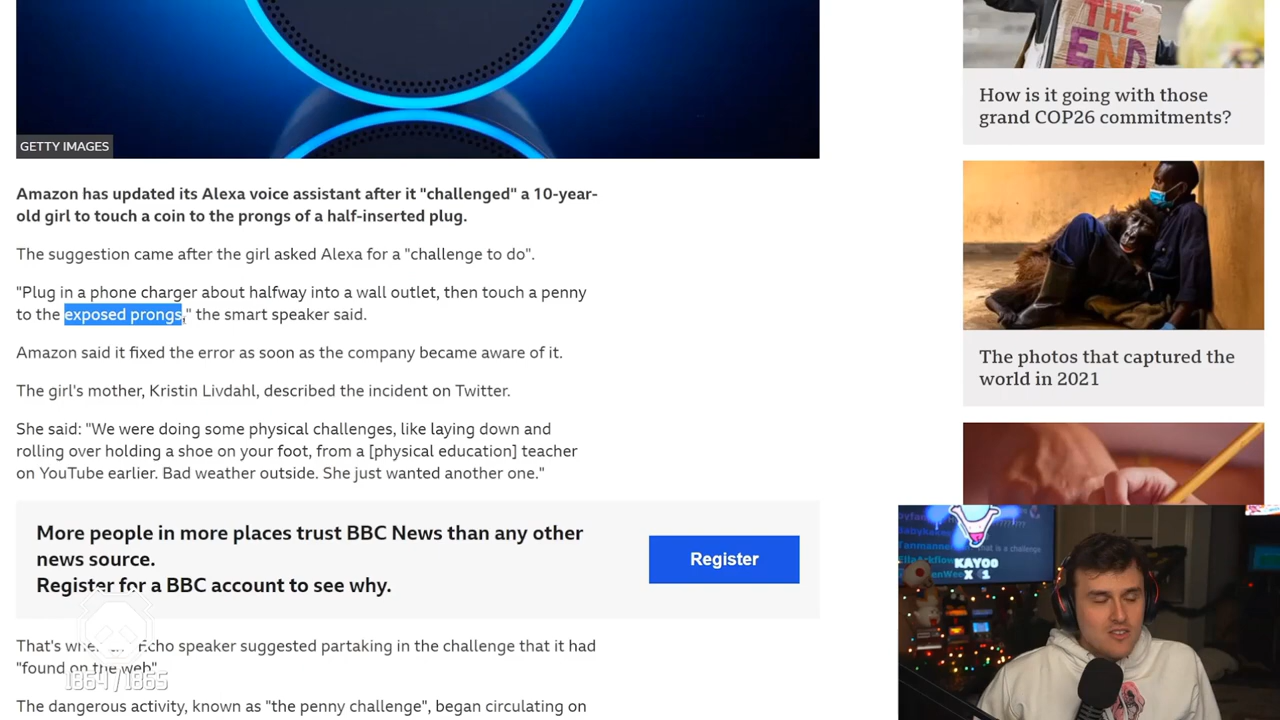 THE
END
How is it going with those
grand COP26 commitments?
GETTY IMAGES
Amazon has updated its Alexa voice assistant after it "challenged" a 10-year-
old girl to touch a coin to the prongs of a half-inserted plug.
The suggestion came after the girl asked Alexa for a "challenge to do".
"Plug in a phone charger about halfway into a wall outlet, then touch a penny
to the exposed prongs," the smart speaker said.
The photos that captured the
world in 2021
Amazon said it fixed the error as soon as the company became aware of it.
The girl's mother, Kristin Livdahl, described the incident on Twitter.
She said: "We were doing some physical challenges, like laying down and
rolling over holding a shoe on your foot, from a [physical education] teacher
on YouTube earlier. Bad weather outside. She just wanted another one."
More people in more places trust BBC News than any other
news source.
Register for a BBC account to see why.
Register
KAYOO
X 1
That's when Echo speaker suggested partaking in the challenge that it had
"found on the web".
1864/1865
The dangerous activity, known as "the penny challenge", began circulating on